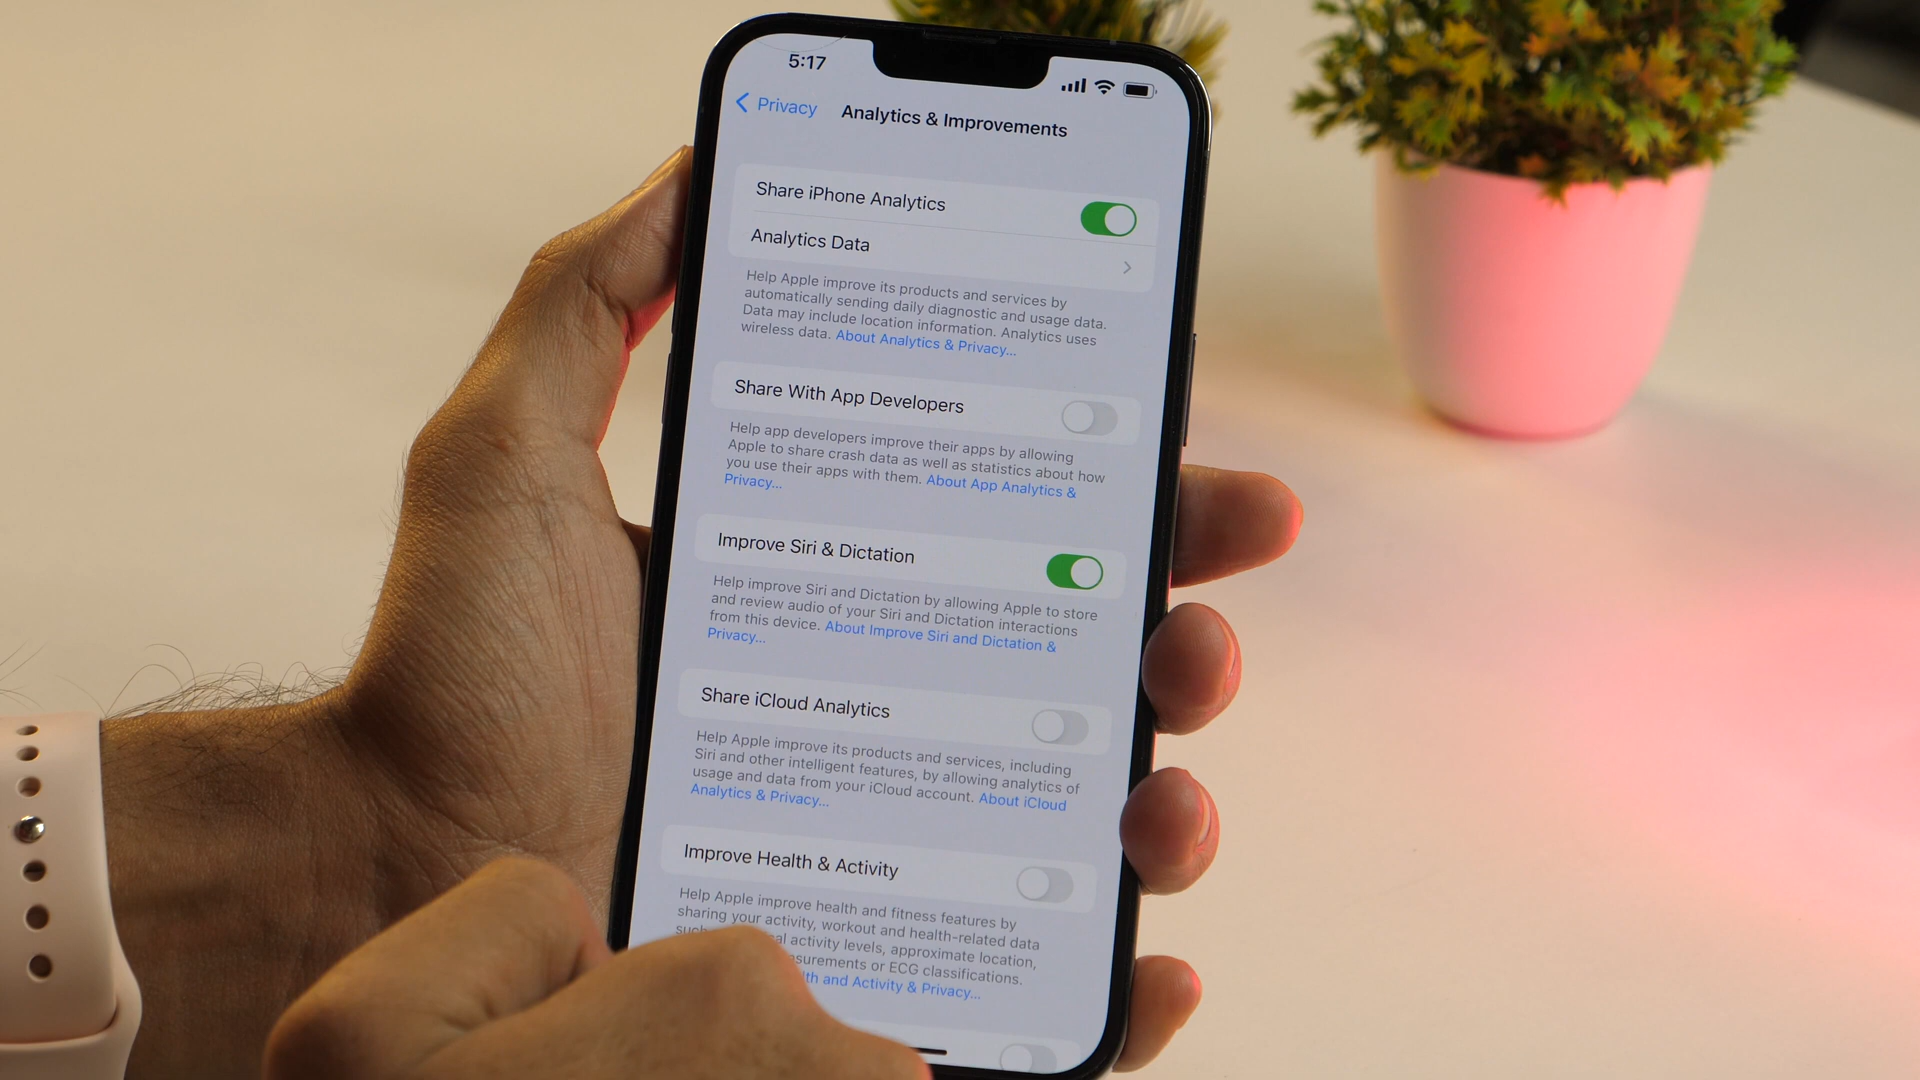 5:17
Privacy
Analytics & Improvements
Share iPhone Analytics
Analytics Data
Help Apple improve its products and services by
automatically sending daily diagnostic and usage data.
Data may include location information. Analytics uses
wireless data. About Analytics & Privacy...
Share With App Developers
Help app developers improve their apps by allowing
Apple to share crash data as well as statistics about how
you use their apps with them. About App Analytics &
Privacy...
Improve Siri & Dictation
Help improve Siri and Dictation by allowing Apple to store
and review audio of your Siri and Dictation interactions
from this device. About Improve Siri and Dictation &
Privacy...
Share iCloud Analytics
Help Apple improve its products and services, including
Siri and other intelligent features, by allowing analytics of
usage and data from your iCloud account. About iCloud
Analytics & Privacy...
Improve Health & Activity
Help Apple improve health and fitness features by
sharing your activity, workout and health-related data
activity levels, approximate location,
or ECG classifications.
and Activity & Privacy...